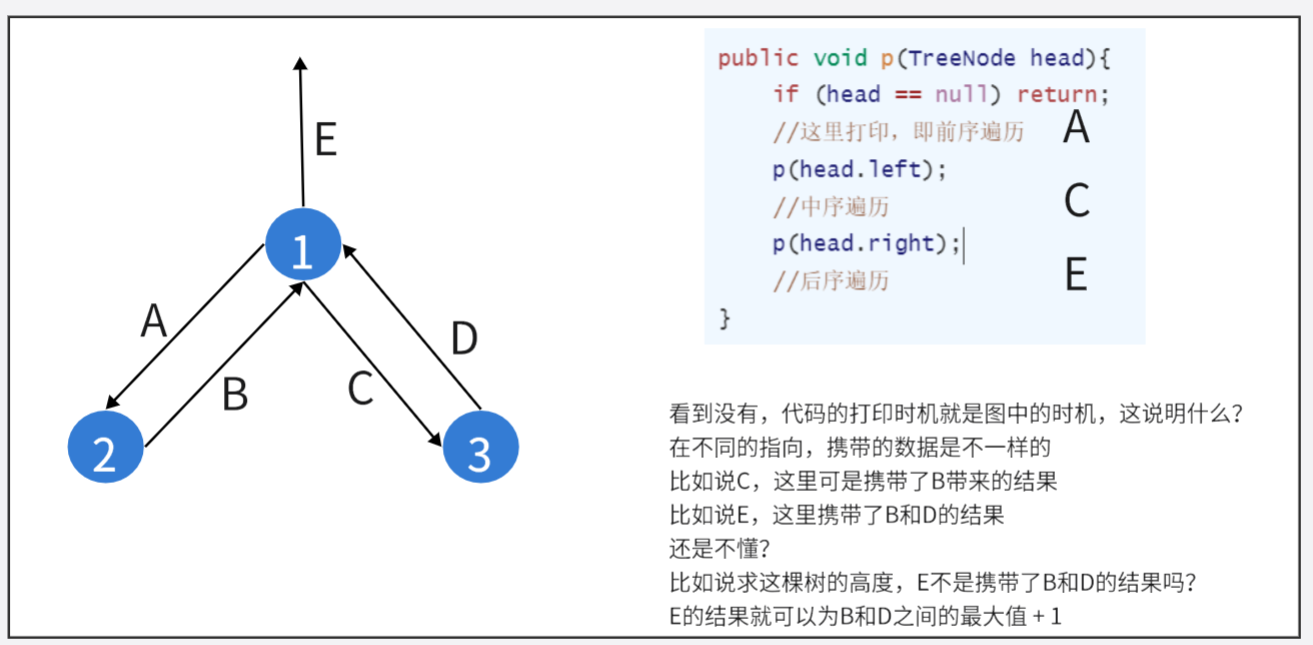 E
1
A
D
B
C
2
3
public void p(TreeNode head){
if (head == null) return;
//这里打印，即前序遍历 A
p(head.left);
//中序遍历 C
p(head.right);
//后序遍历 E
}
看到没有，代码的打印时机就是图中的时机，这说明什么？
在不同的指向，携带的数据是不一样的
比如说C，这里可是携带了B带来的结果
比如说E，这里携带了B和D的结果
还是不懂？
比如说求这棵树的高度，E不是携带了B和D的结果吗？
E的结果就可以为B和D之间的最大值 + 1